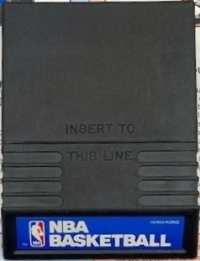 INSERT TO
THIS LINE
HONG KONG
NBA
BASKETBALL